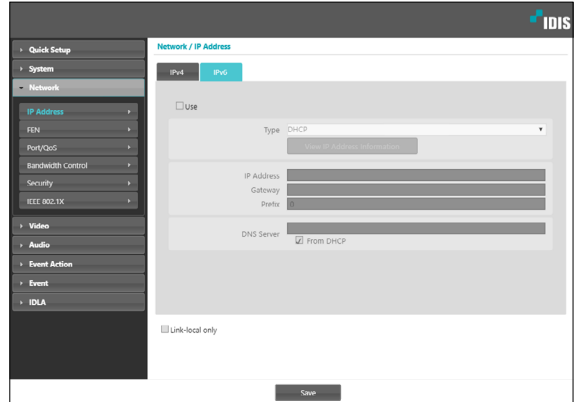 IDIS
Quick Setup
System
Network
IP Address
FEN
Port/QoS
Bandwidth Control
Security
IEEE 802.1X
Video
Audio
Event Action
Event
IDLA
Network / IP Address
IPv4 IPv6
Use
Type DHCP
View IP Address Information
IP Address
Gateway
Prefix 0
DNS Server
From DHCP
Link-local only
Save